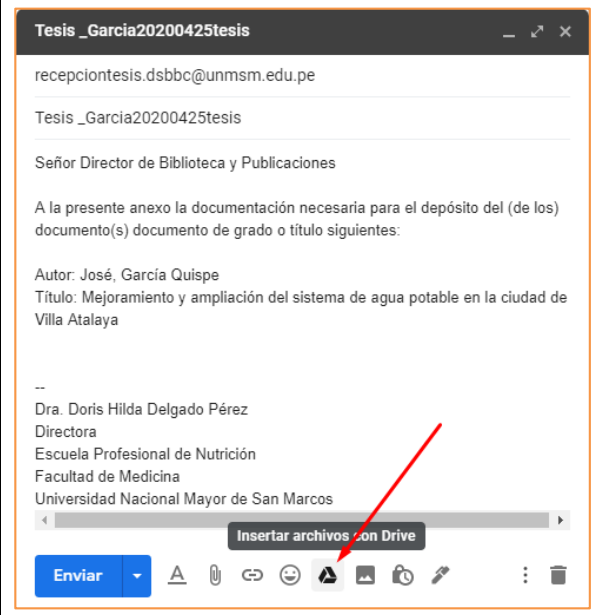 Tesis _Garcia20200425tesis
recepciontesis.dsbbc@unmsm.edu.pe
Tesis _Garcia20200425tesis
Señor Director de Biblioteca y Publicaciones
A la presente anexo la documentación necesaria para el depósito del (de los)
documento(s) documento de grado o título siguientes:
Autor: José, García Quispe
Título: Mejoramiento y ampliación del sistema de agua potable en la ciudad de
Villa Atalaya
--
Dra. Doris Hilda Delgado Pérez
Directora
Escuela Profesional de Nutrición
Facultad de Medicina
Universidad Nacional Mayor de San Marcos
Insertar archivos con Drive
Enviar